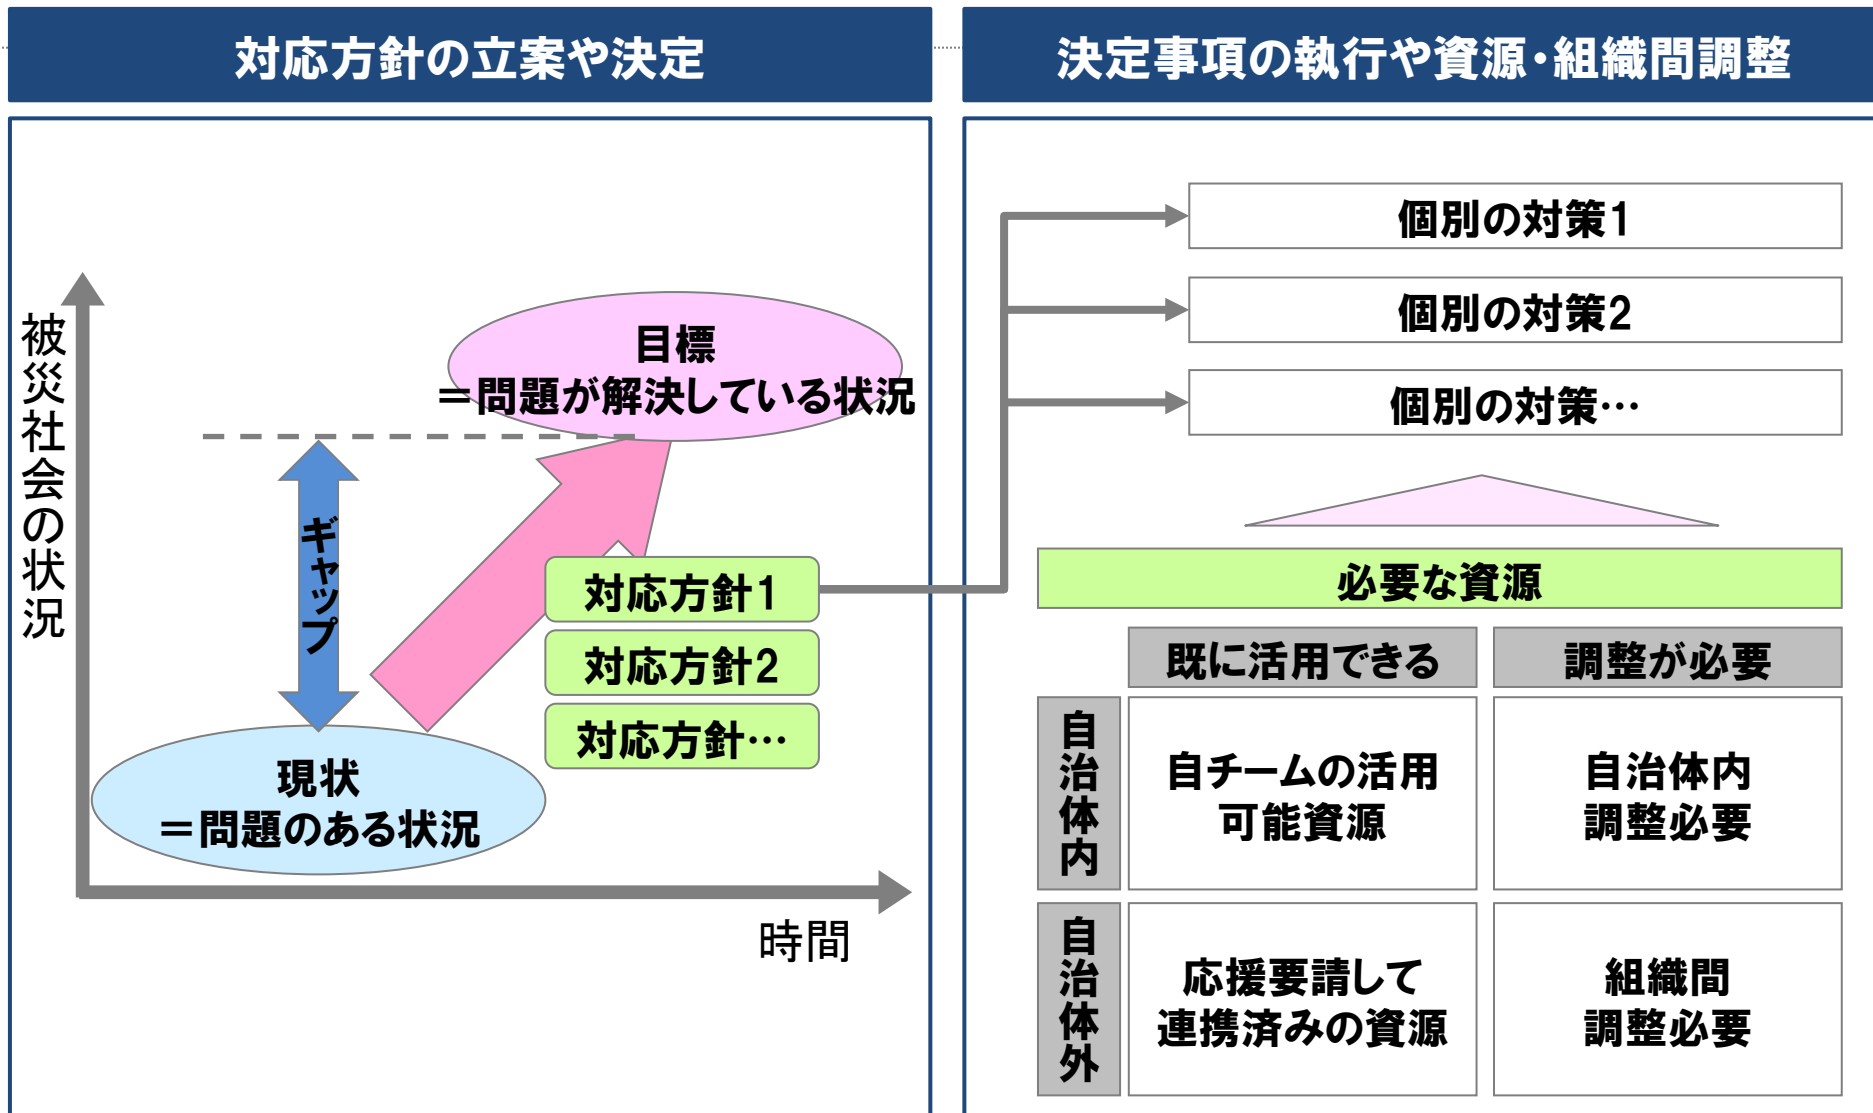 対応方針の立案や決定
被災社会の状況
目標
＝問題が解決している状況
ギャップ
対応方針1
対応方針2
対応方針…
現状
＝問題のある状況
時間
決定事項の執行や資源・組織間調整
個別の対策1
個別の対策2
個別の対策…
必要な資源
既に活用できる
調整が必要
自治体内
自チームの活用
可能資源
自治体内
調整必要
自治体外
応援要請して
連携済みの資源
組織間
調整必要